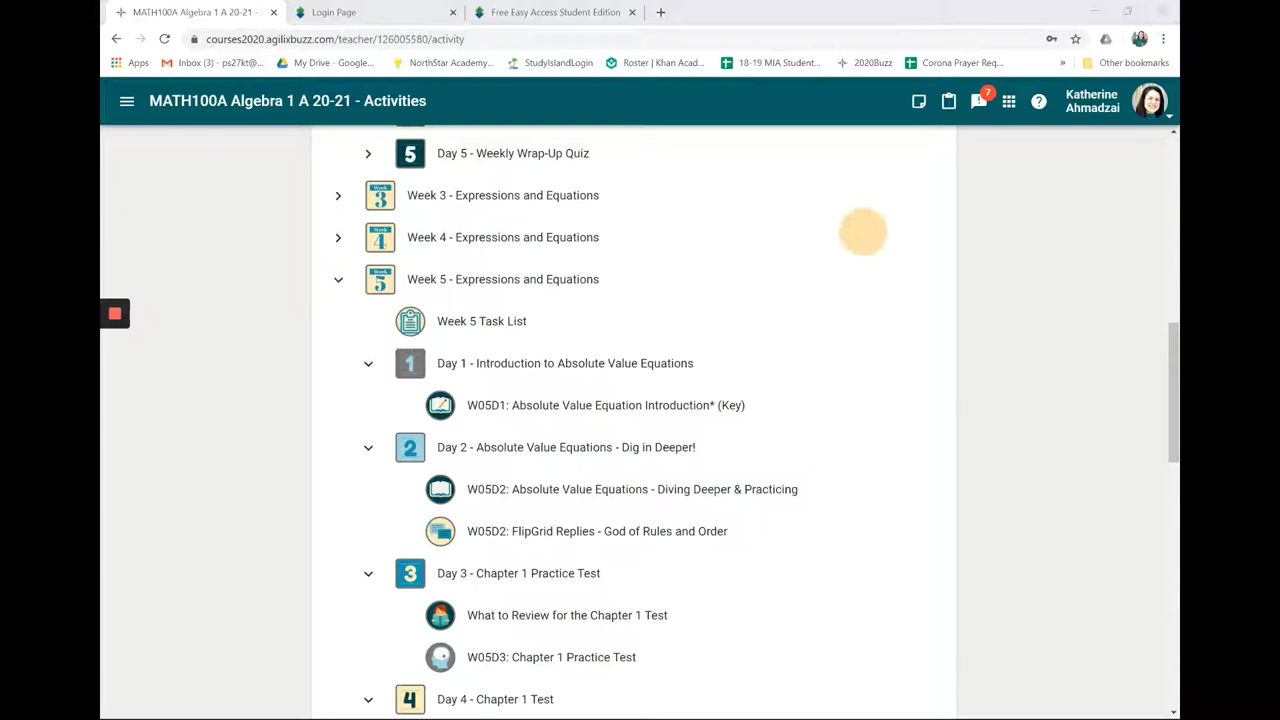 MATH100A Algebra 1 A 20-21 -
Login Page
Free Easy Access Student Edition
courses2020.agilixbuzz.com/teacher/126005580/activity
Apps
Inbox (3) - ps27kt@...
My Drive - Google...
NorthStar Academy...
StudyIslandLogin
Roster | Khan Acad...
18-19 MIA Student...
2020Buzz
Corona Prayer Req...
»
Other bookmarks
MATH100A Algebra 1 A 20-21 - Activities
7
Katherine
Ahmadzai
5 Day 5 - Weekly Wrap-Up Quiz
Week 3 Week 3 - Expressions and Equations
Week 4 Week 4 - Expressions and Equations
Week 5 Week 5 - Expressions and Equations
Week 5 Task List
1 Day 1 - Introduction to Absolute Value Equations
W05D1: Absolute Value Equation Introduction* (Key)
2 Day 2 - Absolute Value Equations - Dig in Deeper!
W05D2: Absolute Value Equations - Diving Deeper & Practicing
W05D2: FlipGrid Replies - God of Rules and Order
3 Day 3 - Chapter 1 Practice Test
What to Review for the Chapter 1 Test
W05D3: Chapter 1 Practice Test
4 Day 4 - Chapter 1 Test